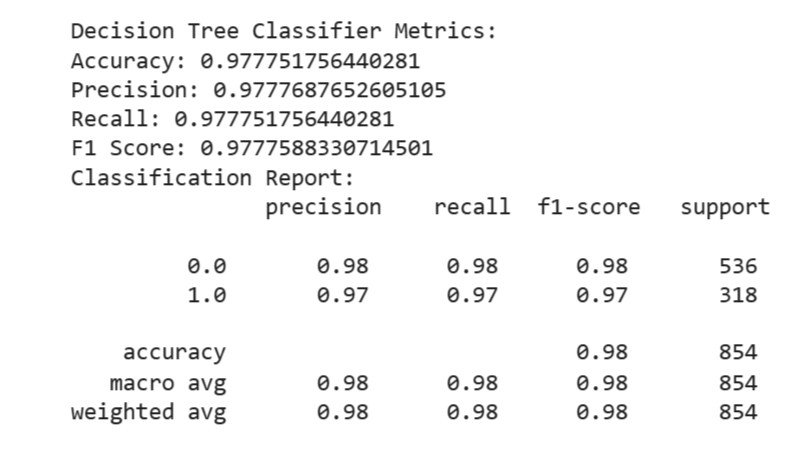 Decision Tree Classifier Metrics:
Accuracy: 0.977751756440281
Precision: 0.9777687652605105
Recall: 0.977751756440281
F1 Score: 0.9777588330714501
Classification Report:
precision recall f1-score support
0.0 0.98 0.98 0.98 536
1.0 0.97 0.97 0.97 318
accuracy 0.98 854
macro avg 0.98 0.98 0.98 854
weighted avg 0.98 0.98 0.98 854